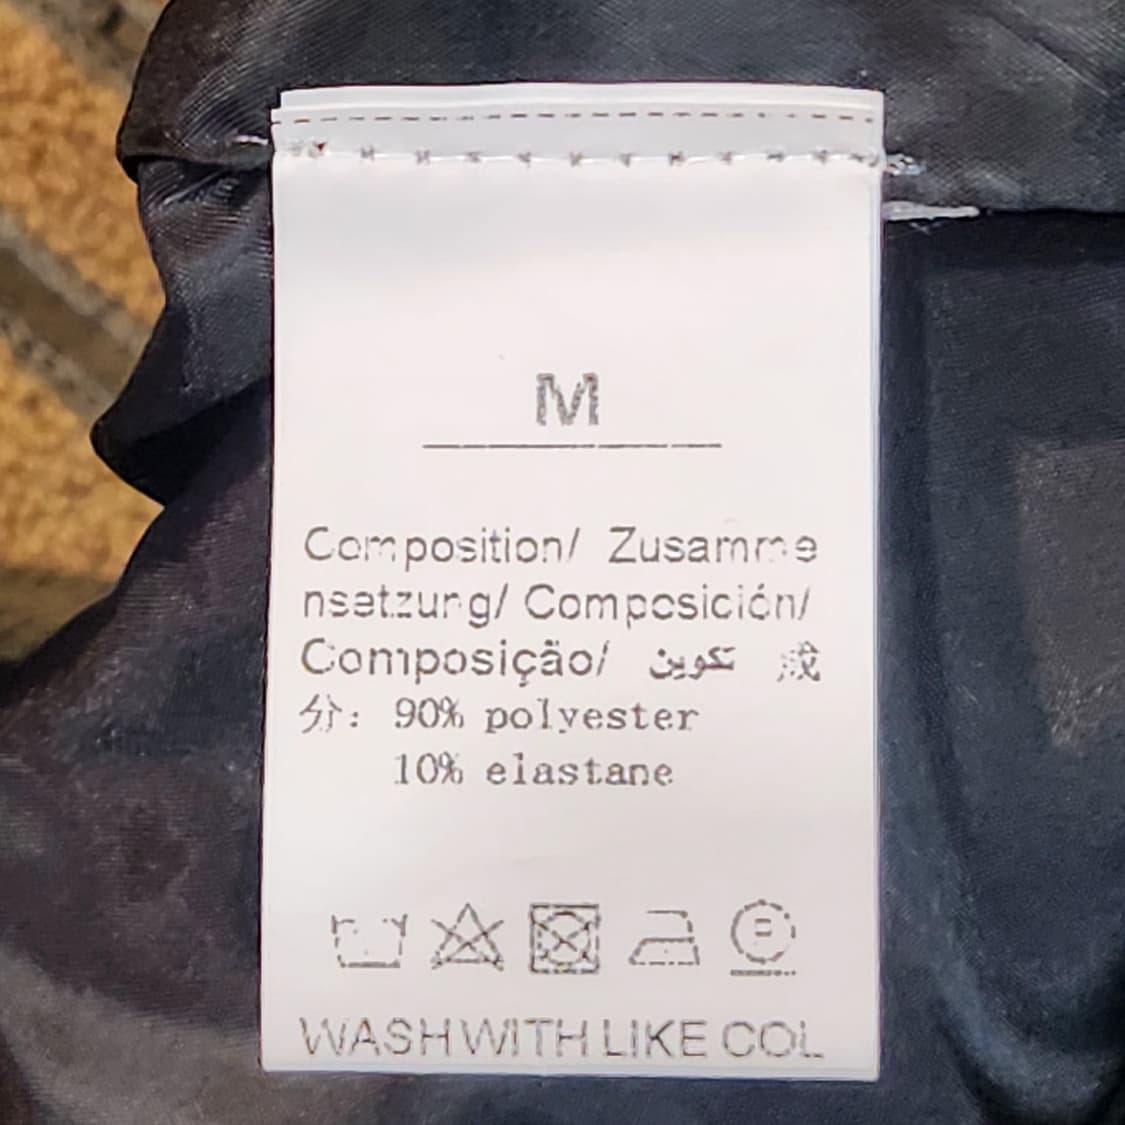 M
Composition/ Zusamme
nsetzung/ Composición/
Composição/ تكوين 成
分: 90% polyester
10% elastane
P
WASH WITH LIKE COL